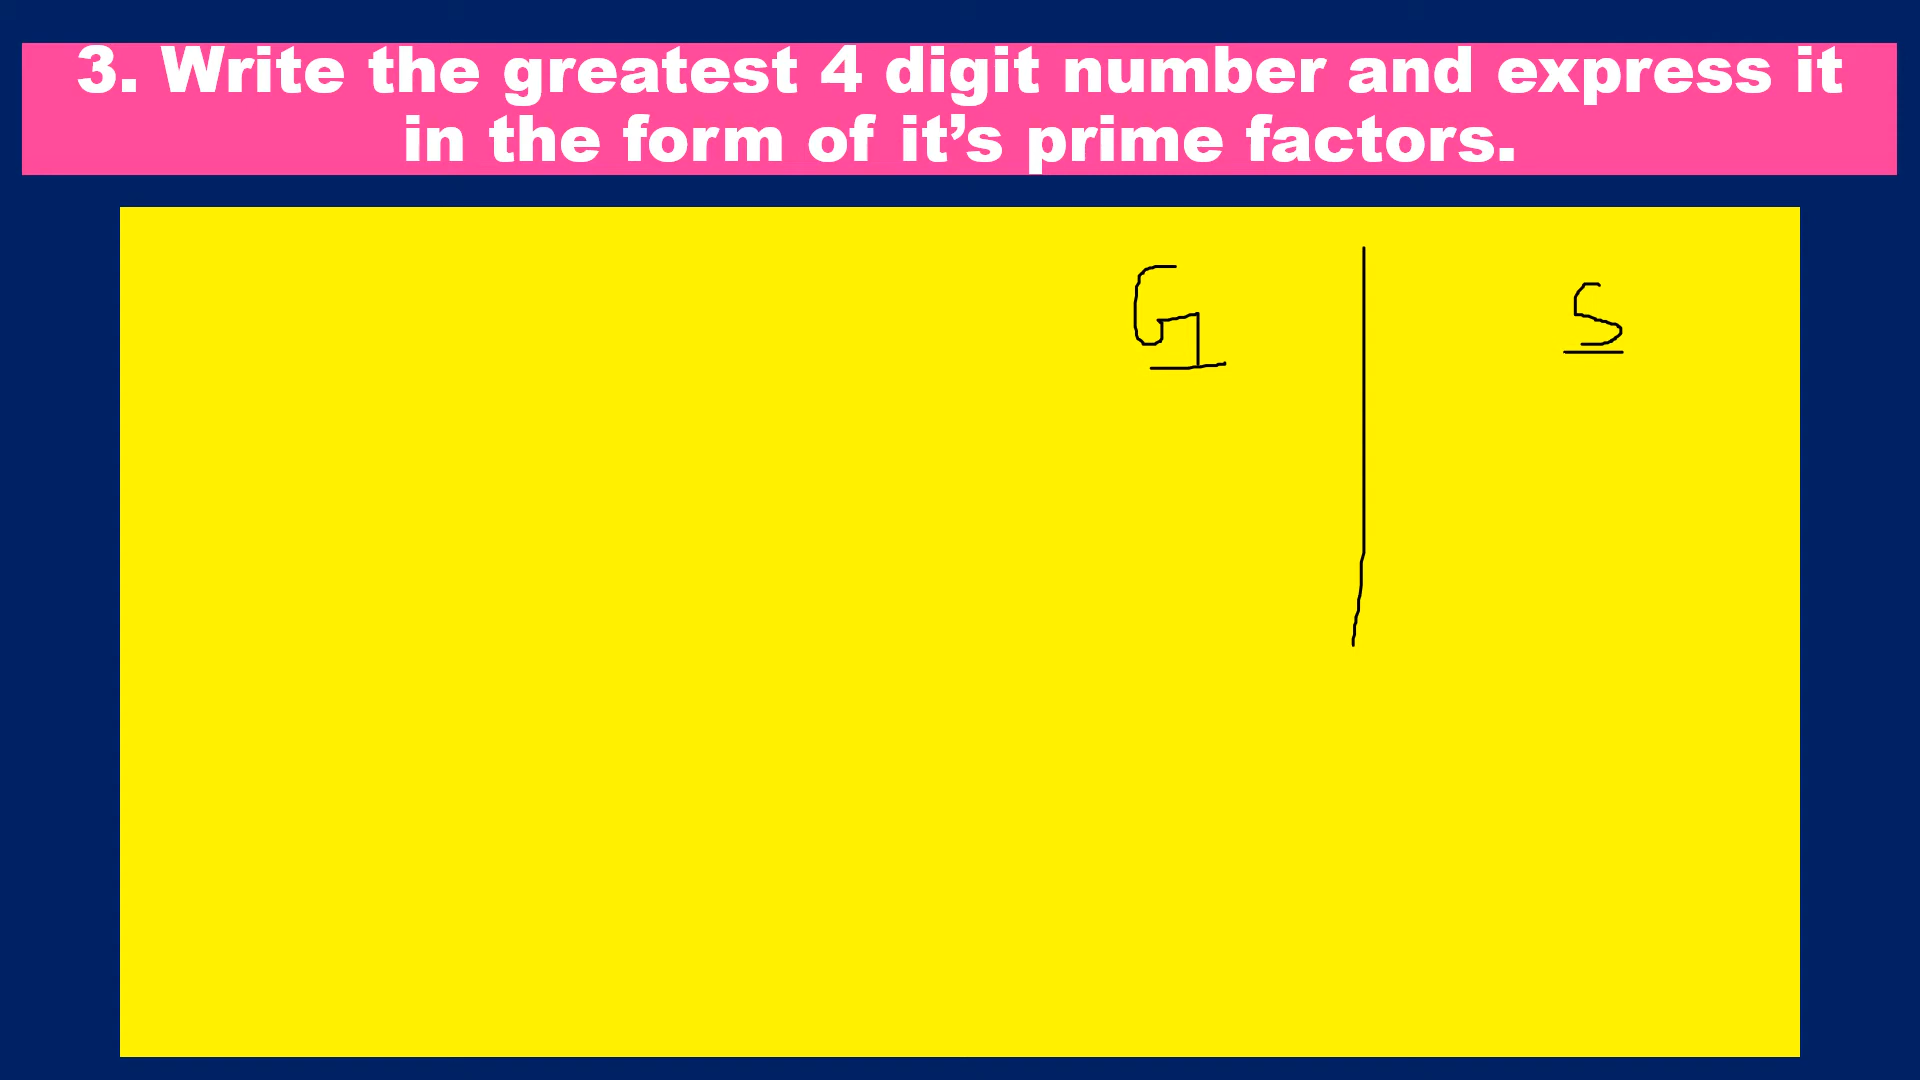 3. Write the greatest 4 digit number and express it
in the form of it’s prime factors.
G S